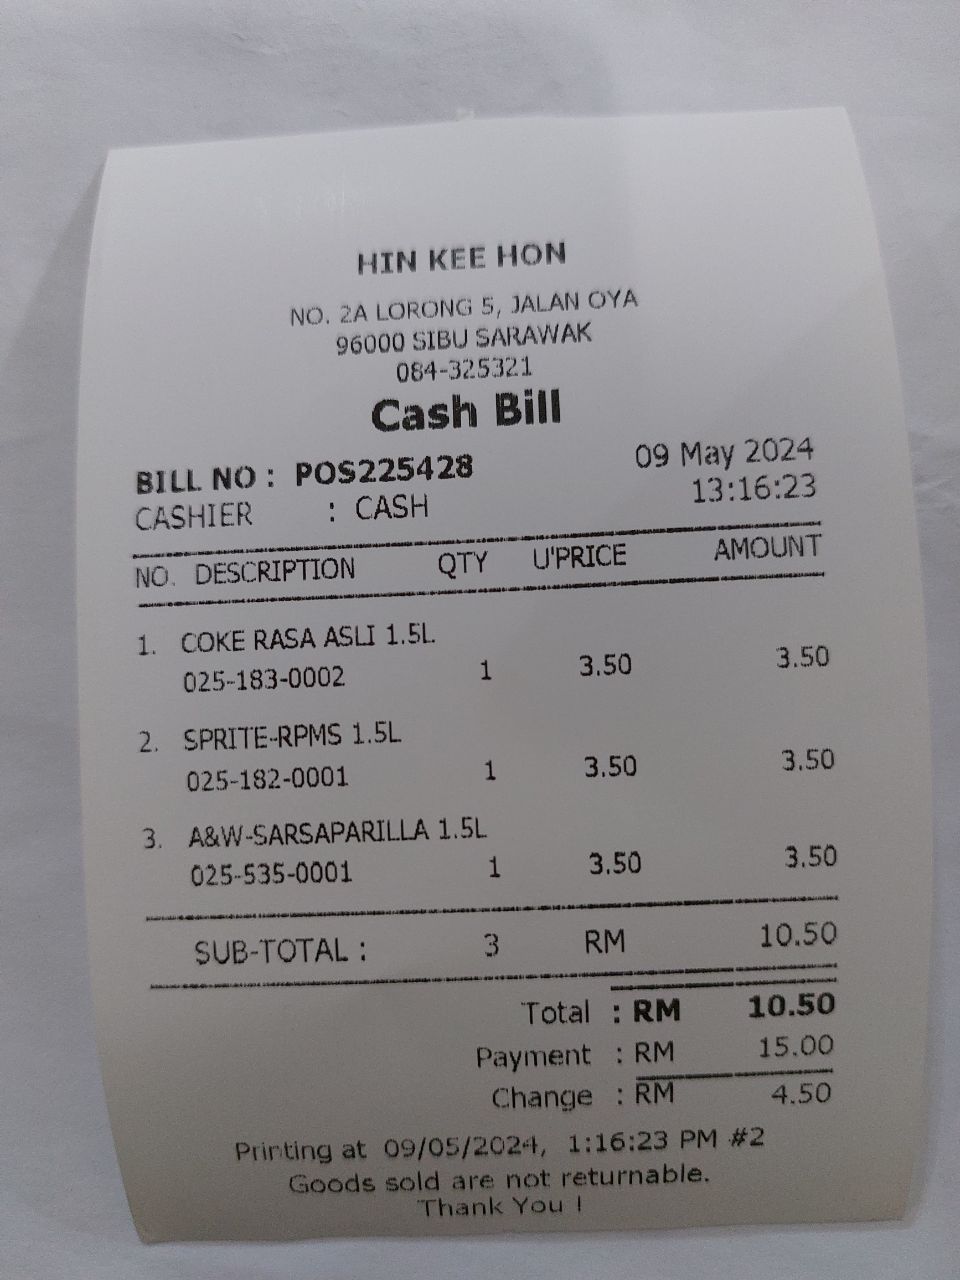 HIN KEE HON
NO. 2A LORONG 5, JALAN OYA
96000 SIBU SARAWAK
084-325321
Cash Bill
BILL NO : POS225428 09 May 2024
CASHIER : CASH 13:16:23
NO. DESCRIPTION QTY U'PRICE AMOUNT
1. COKE RASA ASLI 1.5L
025-183-0002 1 3.50 3.50
2. SPRITE-RPMS 1.5L
025-182-0001 1 3.50 3.50
3. A&W-SARSAPARILLA 1.5L
025-535-0001 1 3.50 3.50
SUB-TOTAL : 3 RM 10.50
Total : RM 10.50
Payment : RM 15.00
Change : RM 4.50
Printing at 09/05/2024, 1:16:23 PM #2
Goods sold are not returnable.
Thank You !